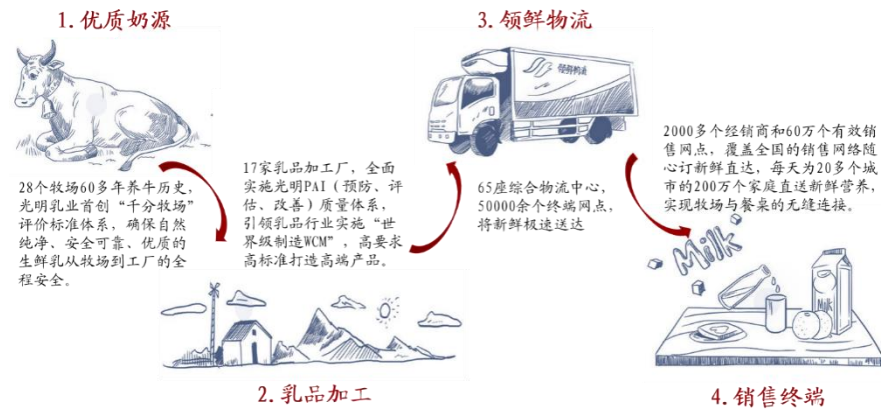 1.优质奶源
28个牧场60多年养牛历史，
光明乳业首创“千分牧场”
评价标准体系，确保自然
纯净、安全可靠、优质的
生鲜乳从牧场到工厂的全
程安全。
17家乳品加工厂，全面
实施光明PAI（预防、评
估、改善）质量体系，
引领乳品行业实施“世
界级制造WCM”，高要求
高标准打造高端产品。
2.乳品加工
3.领鲜物流
领鲜物流
65座综合物流中心，
50000余个终端网点，
将新鲜极速送达
2000多个经销商和60万个有效销
售网点，覆盖全国的销售网络随
心订新鲜直达，每天为20多个城
市的200万个家庭直送新鲜营养，
实现牧场与餐桌的无缝连接。
Milk
Milk
4.销售终端